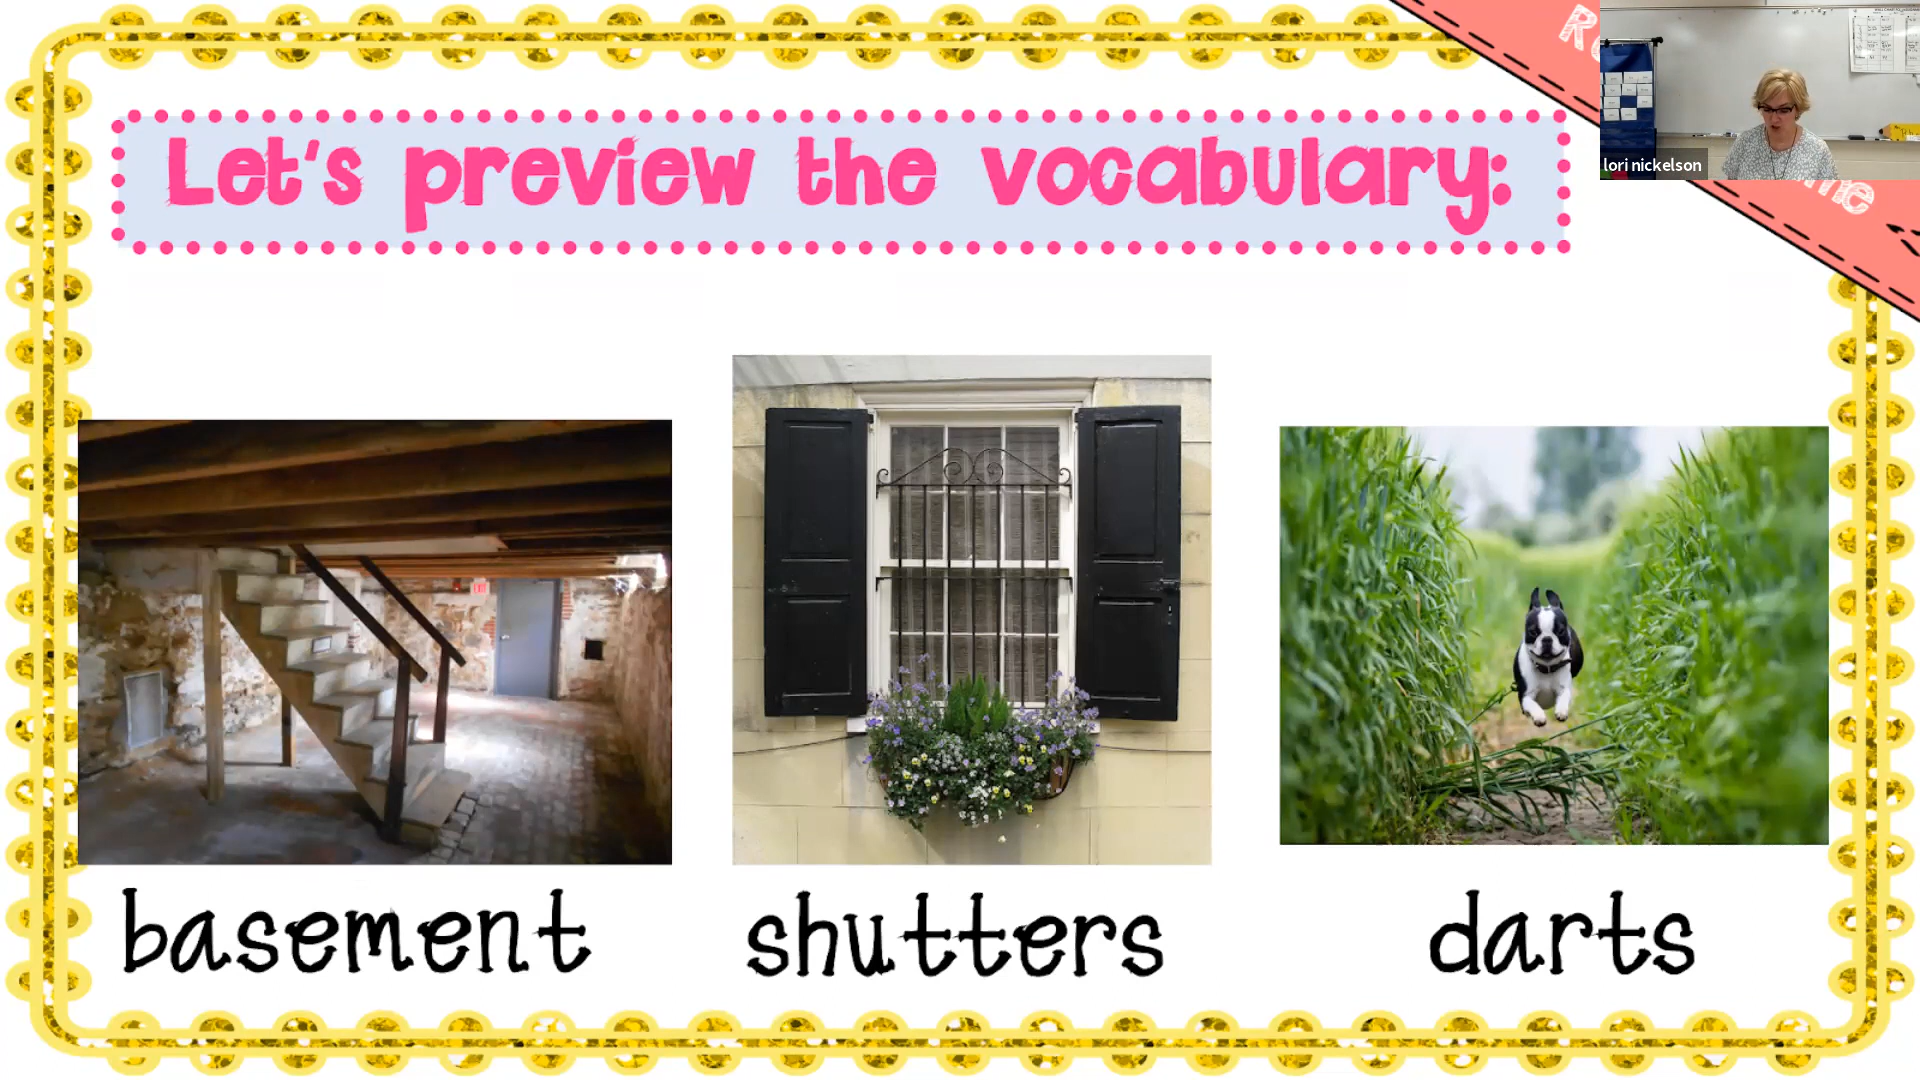 Let's preview the vocabulary:
lori nickelson
basement
shutters
darts